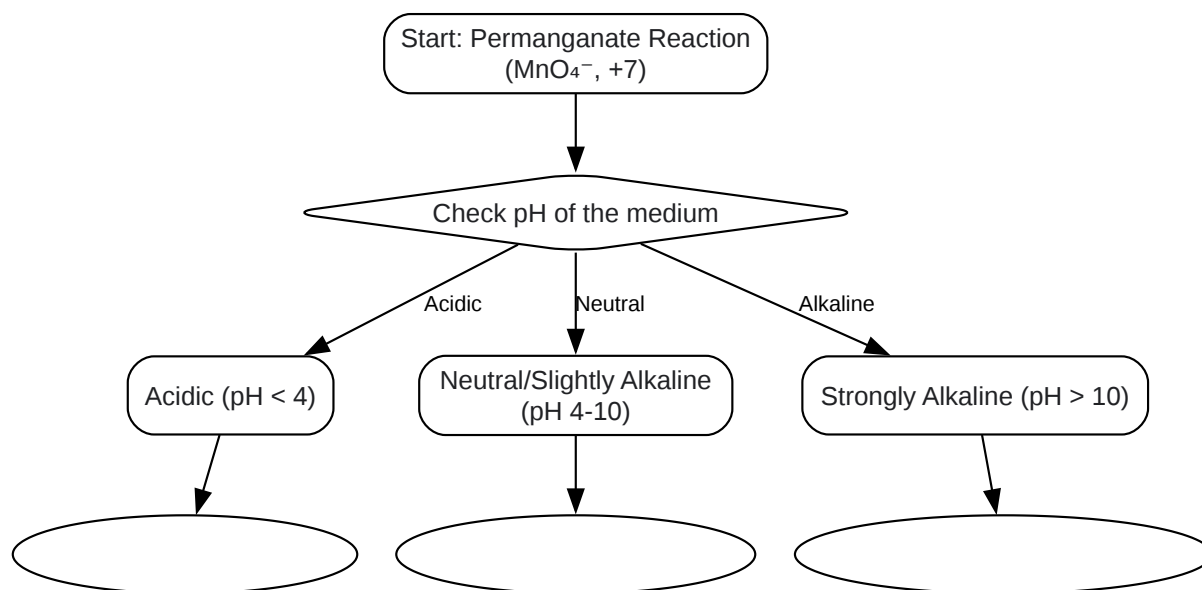 Start: Permanganate Reaction
(MnO₄⁻, +7)
Check pH of the medium
Acidic
Neutral
Alkaline
Acidic (pH < 4)
Neutral/Slightly Alkaline
(pH 4-10)
Strongly Alkaline (pH > 10)